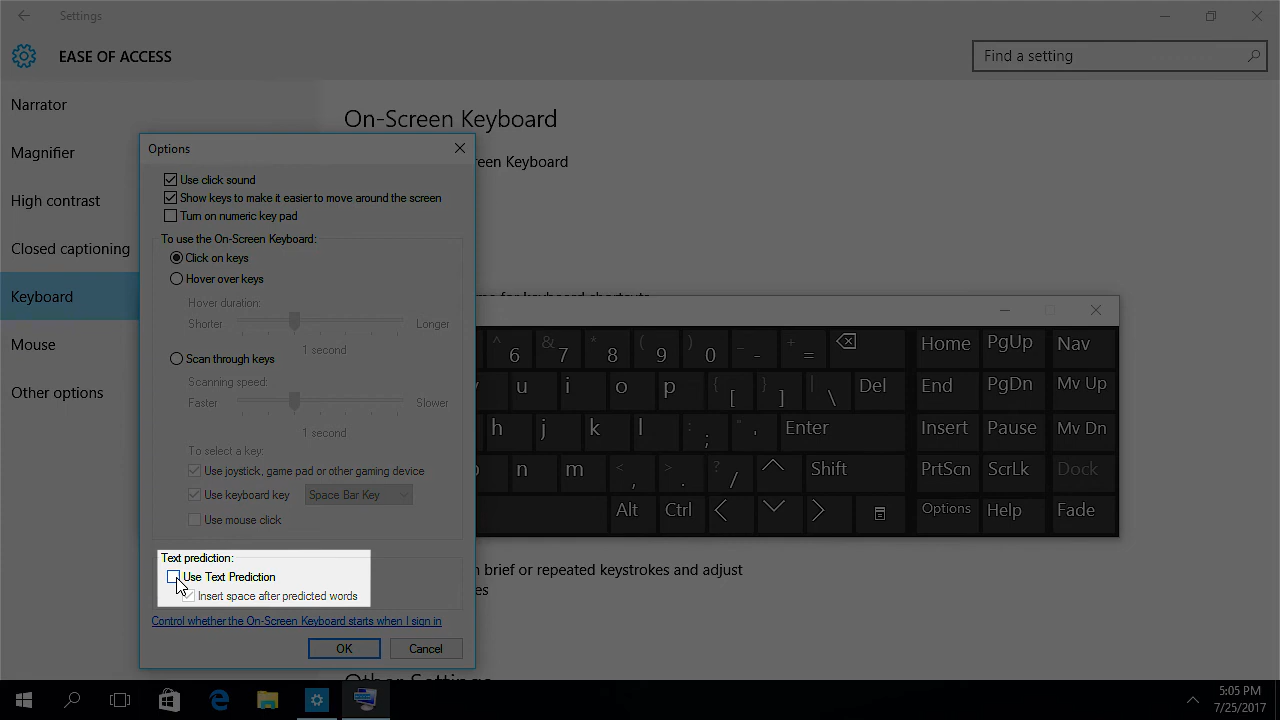 Settings
EASE OF ACCESS
Find a setting
Narrator
Magnifier
High contrast
Closed captioning
Keyboard
Mouse
Other options
On-Screen Keyboard
een Keyboard
Options
Use click sound
Show keys to make it easier to move around the screen
Turn on numeric key pad
To use the On-Screen Keyboard:
Click on keys
Hover over keys
Hover duration:
Shorter Longer
1 second
Scan through keys
Scanning speed:
Faster Slower
1 second
To select a key:
Use joystick, game pad or other gaming device
Use keyboard key Space Bar Key
Use mouse click
Text prediction:
Use Text Prediction
Insert space after predicted words
Control whether the On-Screen Keyboard starts when I sign in
OK Cancel
for keyboard shortcuts
^ 6 & 7 * 8 ( 9 ) 0 _ - + = Home PgUp Nav
u i o p { [ } ] | \ Del End PgDn Mv Up
h j k l : ; " ' Enter Insert Pause Mv Dn
n m < , > . ? / Shift PrtScn ScrLk Dock
Alt Ctrl Options Help Fade
brief or repeated keystrokes and adjust
es
Other Settings
5:05 PM
7/25/2017